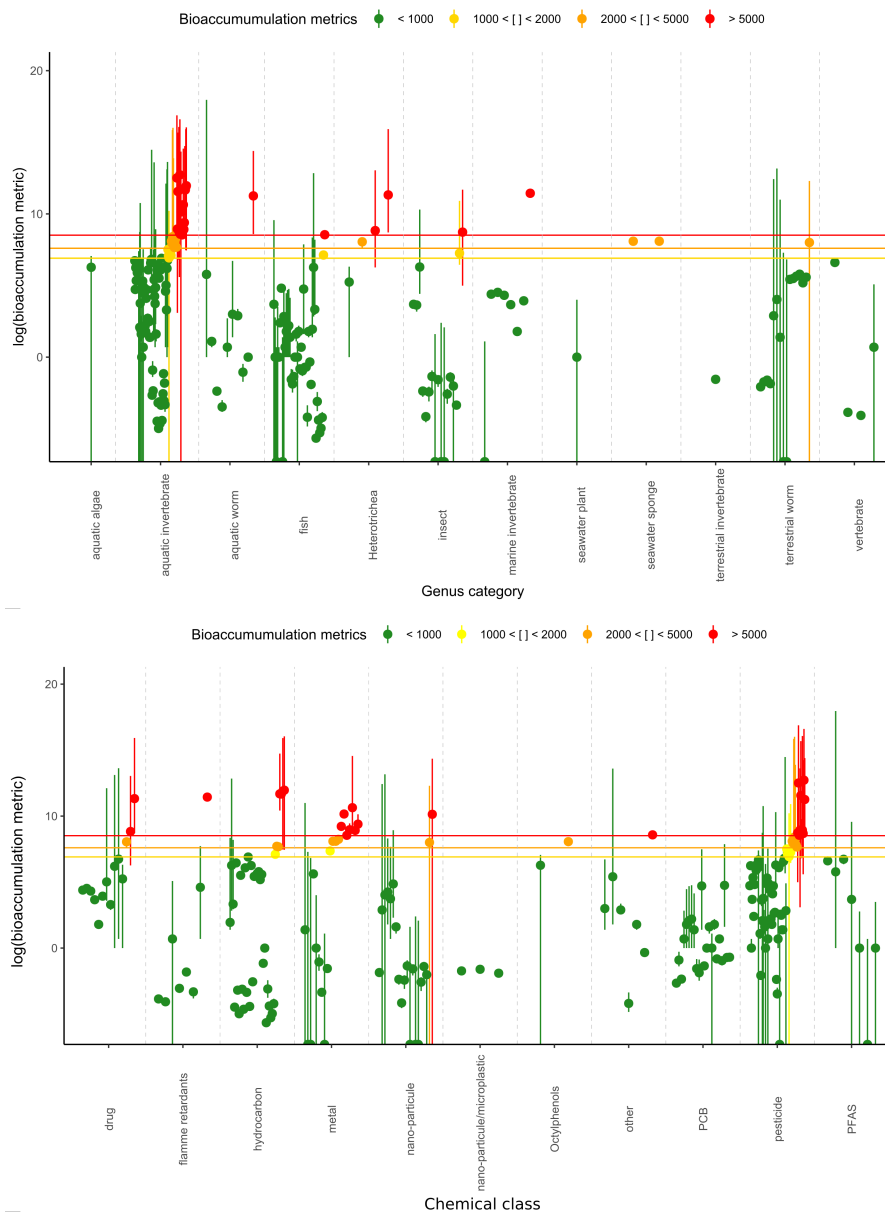 Bioaccumumulation metrics < 1000 1000 < [ ] < 2000 2000 < [ ] < 5000 > 5000
20
10
0
log(bioaccumulation metric)
aquatic algae
aquatic invertebrate
aquatic worm
fish
Heterotrichea
insect
marine invertebrate
seawater plant
seawater sponge
terrestrial invertebrate
terrestrial worm
vertebrate
Genus category
Bioaccumumulation metrics < 1000 1000 < [ ] < 2000 2000 < [ ] < 5000 > 5000
20
10
0
log(bioaccumulation metric)
drug
flamme retardants
hydrocarbon
metal
nano-particule
nano-particule/microplastic
Octylphenols
other
PCB
pesticide
PFAS
Chemical class